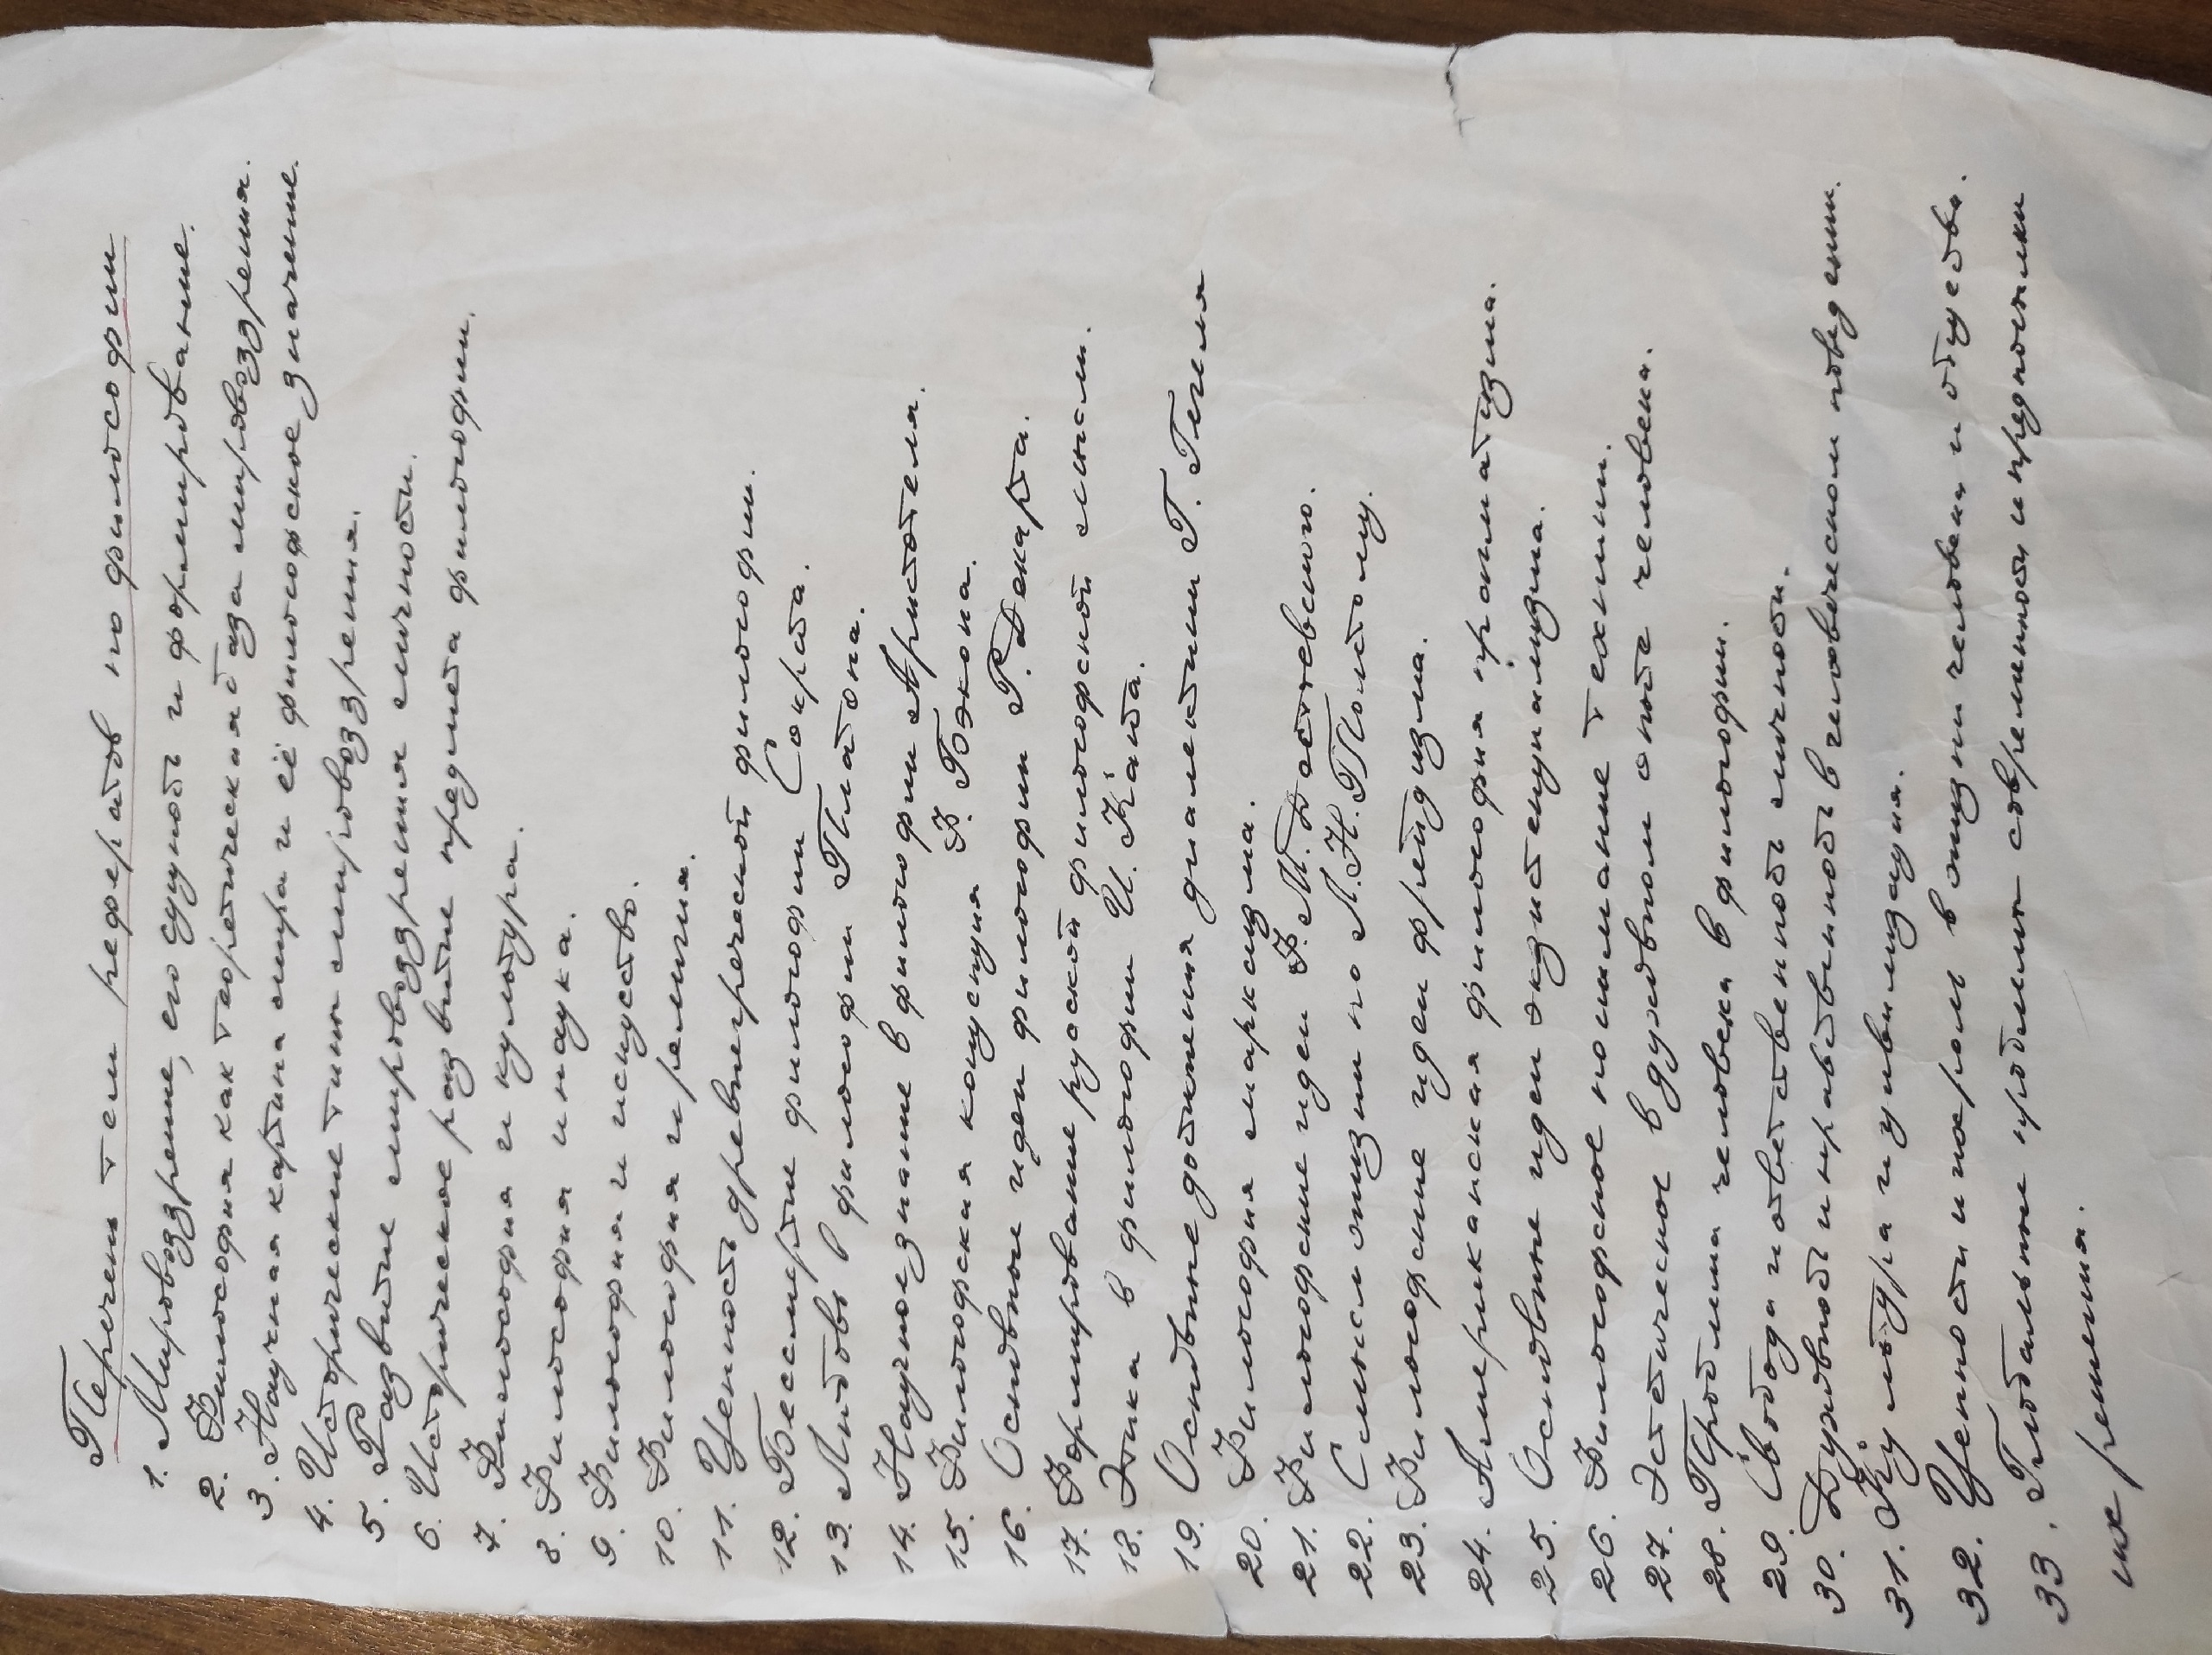 Перечень тем рефератов по философии
1. Мировоззрение, его сущность и формирование.
2. Философия как теоретическая база мировоззрения.
3. Научная картина мира и её философское значение.
4. Исторические типы мировоззрения.
5. Развитие мировоззрения личности.
6. Историческое развитие предмета философии.
7. Философия и культура.
8. Философия и наука.
9. Философия и искусство.
10. Философия и религия.
11. Ценность древнегреческой философии.
12. Бессмертие философии Сократа.
13. Любовь в философии Платона.
14. Научное знание в философии Аристотеля.
15. Философская концепция Ф. Бэкона.
16. Основные идеи философии Р. Декарта.
17. Формирование русской философской мысли.
18. Этика в философии И. Канта.
19. Основные достижения диалектики Г. Гегеля
20. Философия марксизма.
21. Философские идеи Ф. М. Достоевского.
22. Смысл жизни по Л. Н. Толстому.
23. Философские идеи фрейдизма.
24. Американская философия прагматизма.
25. Основные идеи экзистенциализма.
26. Философское понимание техники.
27. Эстетическое в духовном опыте человека.
28. Проблема человека в философии.
29. Свобода и ответственность личности.
30. Духовность и нравственность в человеческом поведении.
31. Культура и цивилизация.
32. Ценности и их роль в жизни человека и общества.
33. Глобальные проблемы современности и предпосылки
их решения.